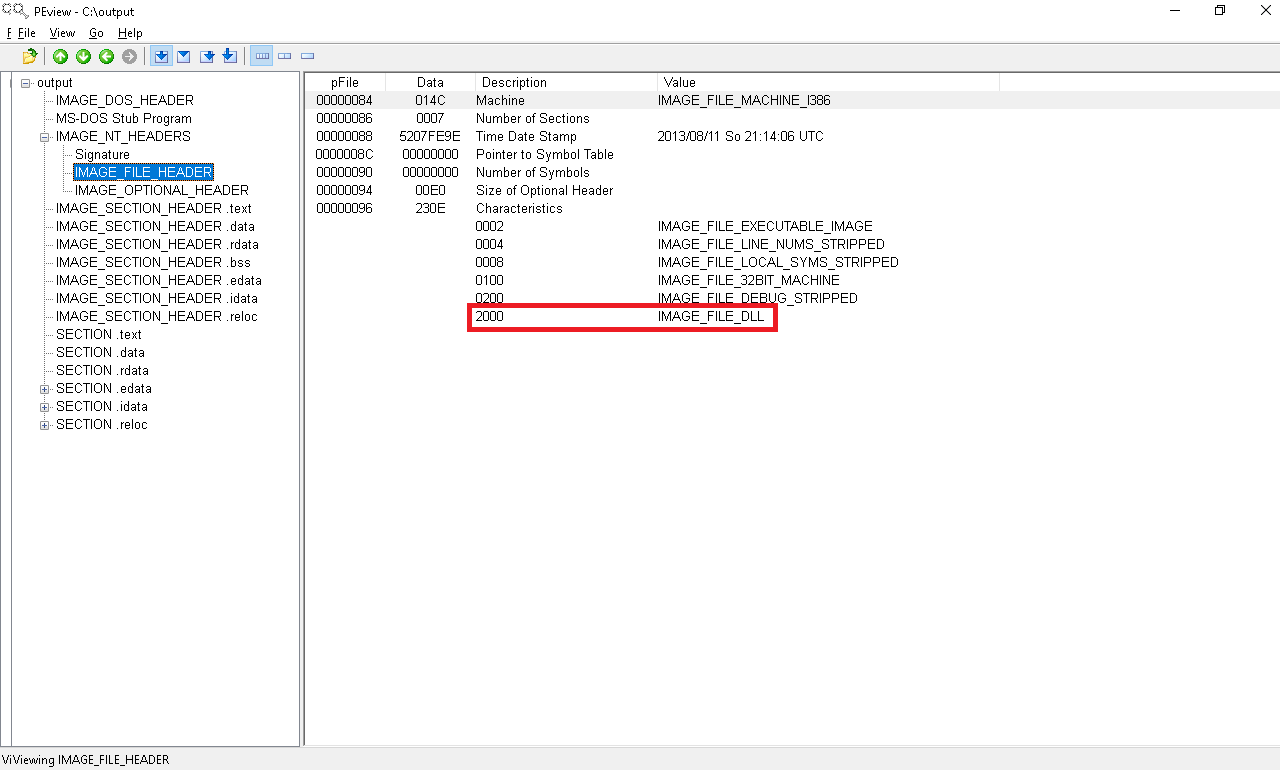 PEview - C:\output
F File View Go Help
output
IMAGE_DOS_HEADER
MS-DOS Stub Program
IMAGE_NT_HEADERS
Signature
IMAGE_FILE_HEADER
IMAGE_OPTIONAL_HEADER
IMAGE_SECTION_HEADER .text
IMAGE_SECTION_HEADER .data
IMAGE_SECTION_HEADER .rdata
IMAGE_SECTION_HEADER .bss
IMAGE_SECTION_HEADER .edata
IMAGE_SECTION_HEADER .idata
IMAGE_SECTION_HEADER .reloc
SECTION .text
SECTION .data
SECTION .rdata
SECTION .edata
SECTION .idata
SECTION .reloc
pFile Data Description Value
00000084 014C Machine IMAGE_FILE_MACHINE_I386
00000086 0007 Number of Sections
00000088 5207FE9E Time Date Stamp 2013/08/11 So 21:14:06 UTC
0000008C 00000000 Pointer to Symbol Table
00000090 00000000 Number of Symbols
00000094 00E0 Size of Optional Header
00000096 230E Characteristics
0002 IMAGE_FILE_EXECUTABLE_IMAGE
0004 IMAGE_FILE_LINE_NUMS_STRIPPED
0008 IMAGE_FILE_LOCAL_SYMS_STRIPPED
0100 IMAGE_FILE_32BIT_MACHINE
0200 IMAGE_FILE_DEBUG_STRIPPED
2000 IMAGE_FILE_DLL
ViViewing IMAGE_FILE_HEADER